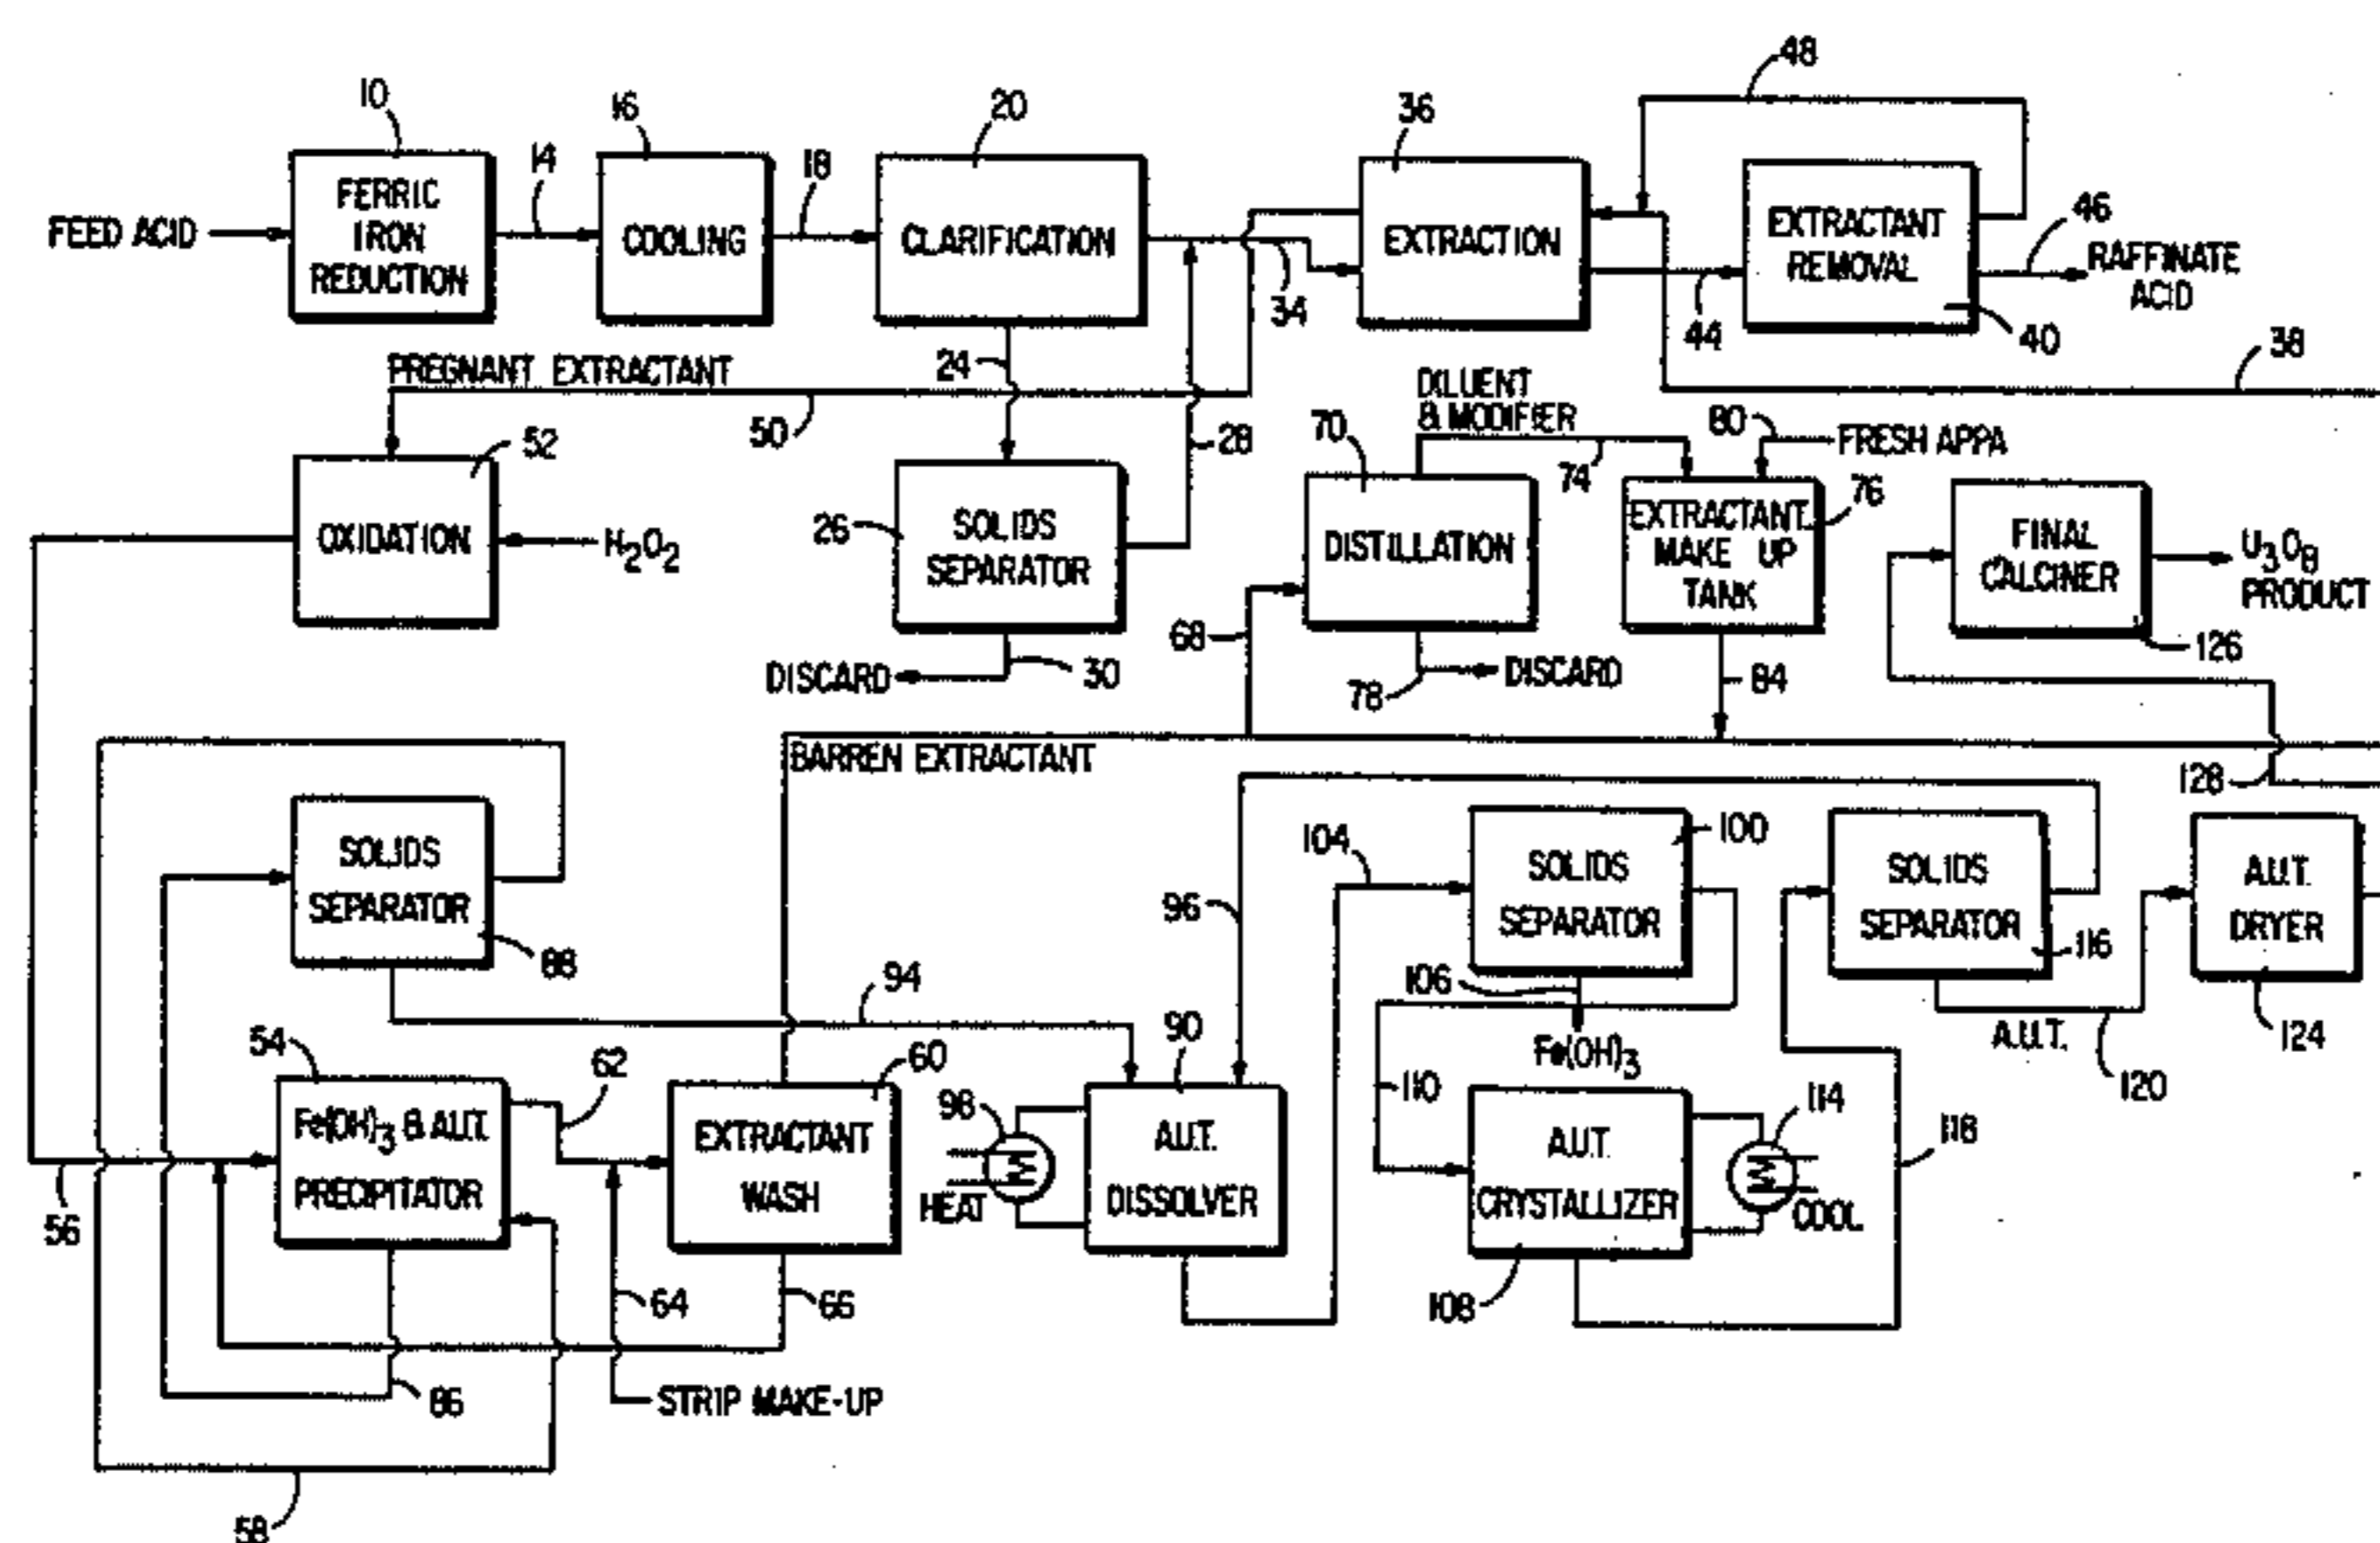 10
16
20
36
48
14
18
FERRIC
IRON
REDUCTION
FEED ACID
COOLING
CLARIFICATION
EXTRACTION
EXTRACTANT
REMOVAL
46
RAFFINATE
ACID
34
44
40
38
24
PREGNANT EXTRACTANT
50
28
DILUENT
& MODIFIER
70
74
80
FRESH APPA
52
76
OXIDATION
H2O2
26
SOLIDS
SEPARATOR
DISTILLATION
EXTRACTANT
MAKE UP
TANK
FINAL
CALCINER
U3O8
PRODUCT
68
126
DISCARD
30
78
DISCARD
84
BARREN EXTRACTANT
128
SOLIDS
SEPARATOR
88
104
100
SOLIDS
SEPARATOR
SOLIDS
SEPARATOR
116
A.U.T.
DRYER
96
94
106
54
62
60
90
Fe(OH)3
A.U.T.
120
124
98
110
114
118
Fe(OH)3 & A.U.T.
PRECIPITATOR
EXTRACTANT
WASH
HEAT
A.U.T.
DISSOLVER
A.U.T.
CRYSTALLIZER
COOL
56
64
66
108
86
STRIP MAKE-UP
58